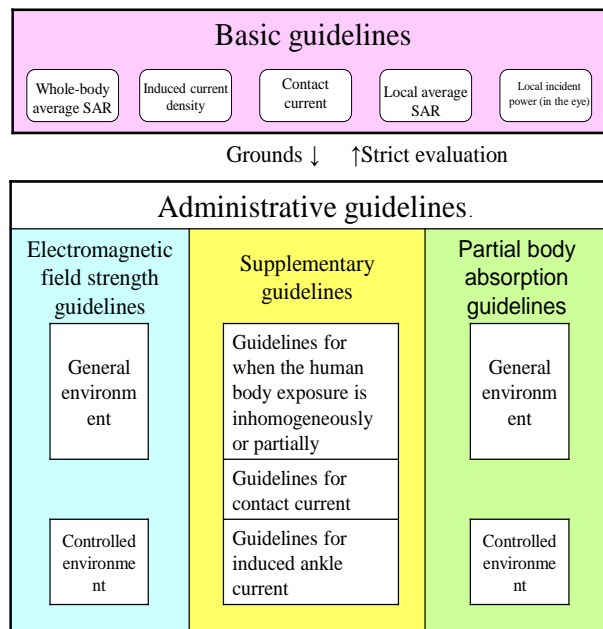 Basic guidelines
Whole-body
average SAR
Induced current
density
Contact
current
Local average
SAR
Local incident
power (in the eye)
Grounds ↓ ↑Strict evaluation
Administrative guidelines.
Electromagnetic
field strength
guidelines
General
environm
ent
Controlled
environme
nt
Supplementary
guidelines
Guidelines for
when the human
body exposure is
inhomogeneously
or partially
Guidelines for
contact current
Guidelines for
induced ankle
current
Partial body
absorption
guidelines
General
environm
ent
Controlled
environme
nt